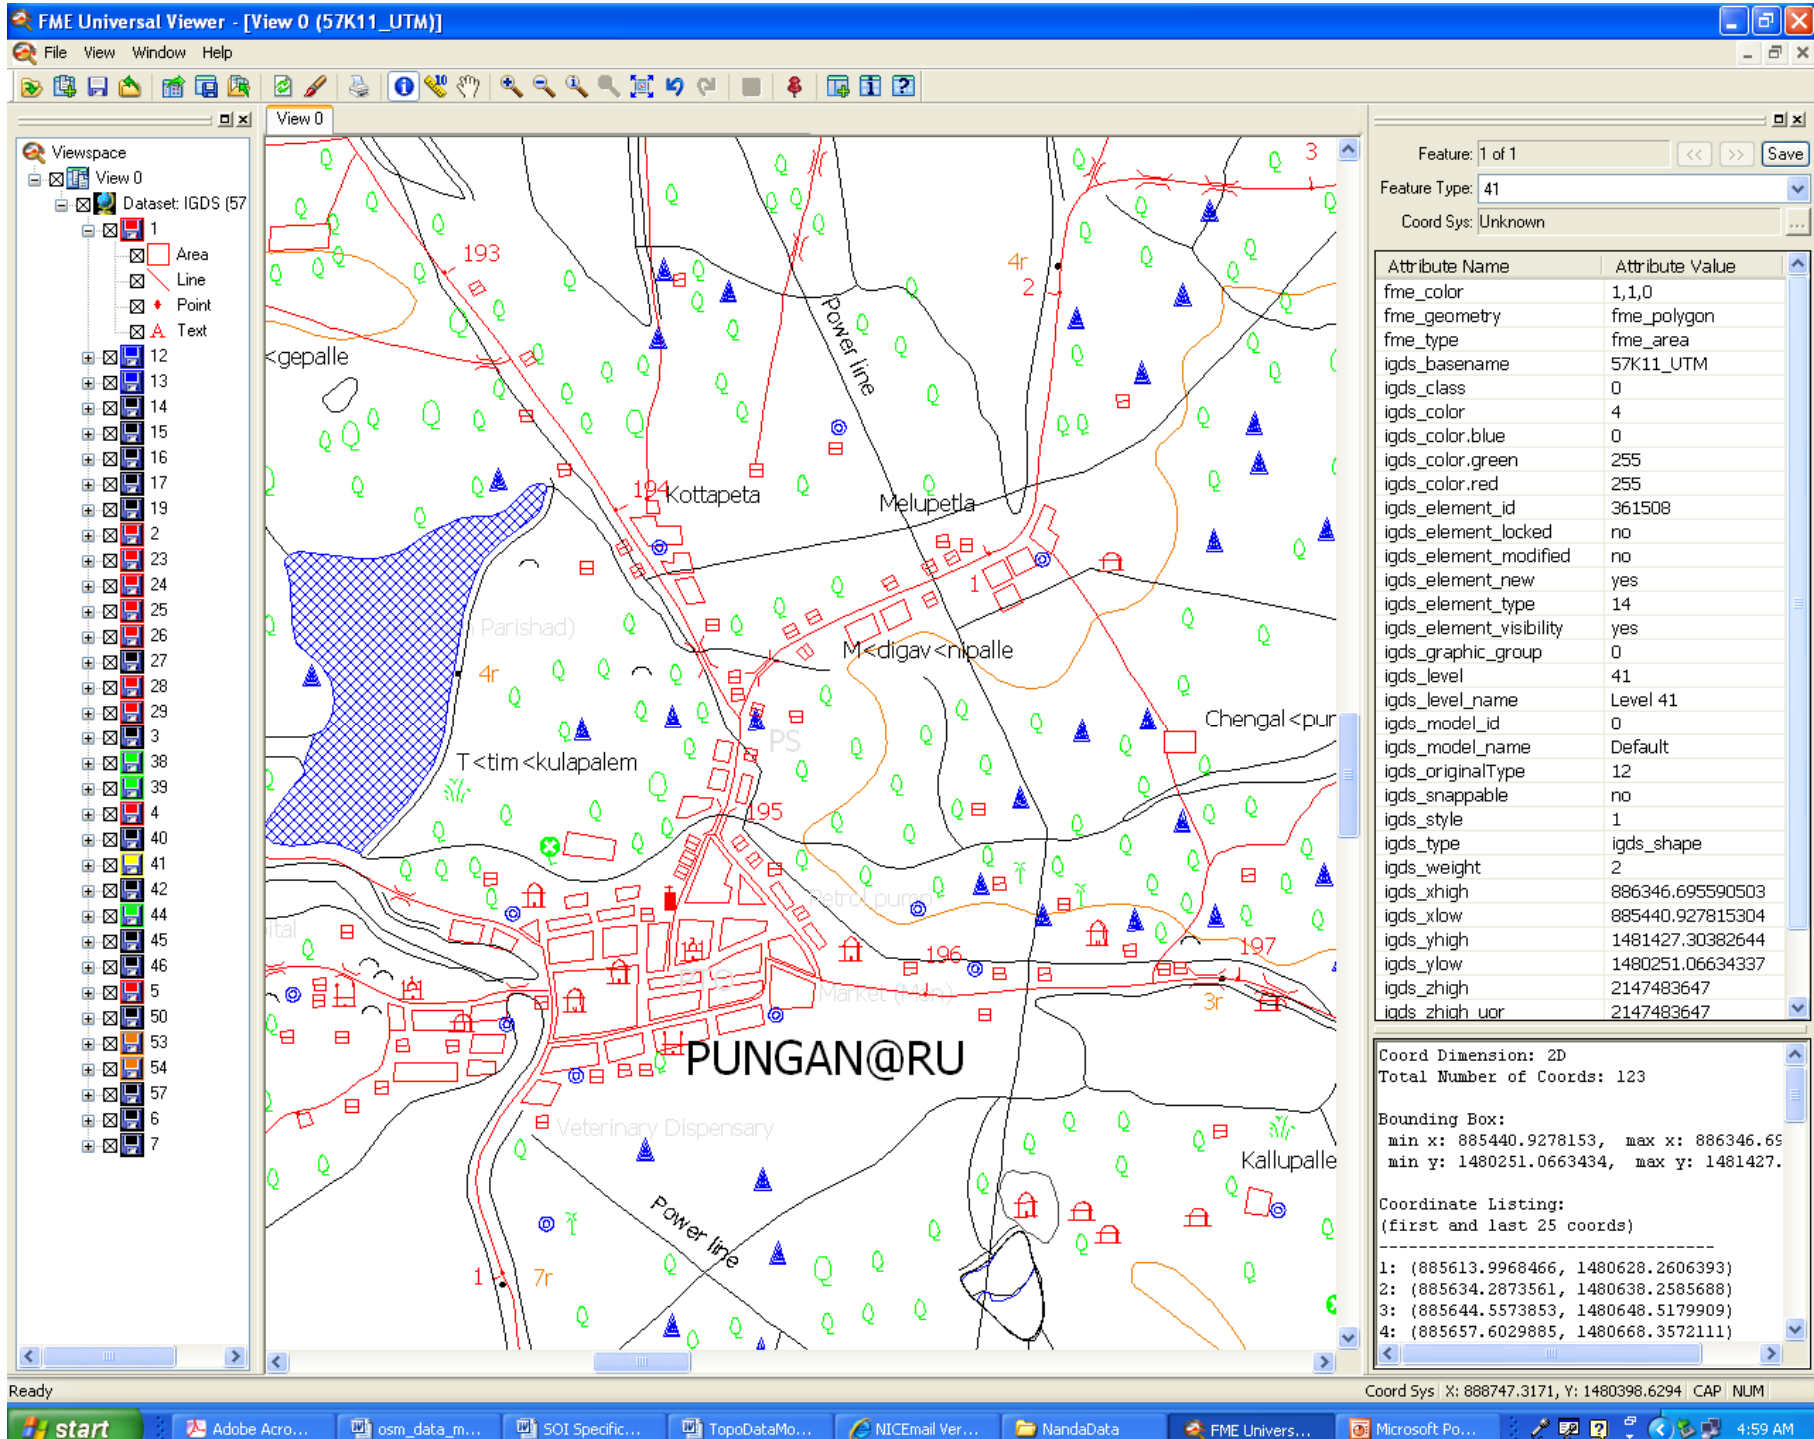 FME Universal Viewer - [View 0 (57K11_UTM)]
File View Window Help
View 0
Viewspace
View 0
Dataset: IGDS (57
1
Area
Line
Point
Text
12
13
14
15
16
17
19
2
23
24
25
26
27
28
29
3
38
39
4
40
41
42
44
45
46
5
50
53
54
57
6
7
3
193
4r
2
Power line
<gepalle
194
Kottapeta
Melupetla
1
Parishad)
M<digav<nipalle
4r
Chengal<pur
PS
T<tim<kulapalem
195
Petrol pump
ital
196
197
PTO
Market (Main)
3r
PUNGAN@RU
Veterinary Dispensary
Kallupalle
Power line
1
7r
Feature: 1 of 1 << >> Save
Feature Type: 41
Coord Sys: Unknown ...
Attribute Name Attribute Value
fme_color 1,1,0
fme_geometry fme_polygon
fme_type fme_area
igds_basename 57K11_UTM
igds_class 0
igds_color 4
igds_color.blue 0
igds_color.green 255
igds_color.red 255
igds_element_id 361508
igds_element_locked no
igds_element_modified no
igds_element_new yes
igds_element_type 14
igds_element_visibility yes
igds_graphic_group 0
igds_level 41
igds_level_name Level 41
igds_model_id 0
igds_model_name Default
igds_originalType 12
igds_snappable no
igds_style 1
igds_type igds_shape
igds_weight 2
igds_xhigh 886346.695590503
igds_xlow 885440.927815304
igds_yhigh 1481427.30382644
igds_ylow 1480251.06634337
igds_zhigh 2147483647
igds_zhigh_uor 2147483647
Coord Dimension: 2D
Total Number of Coords: 123
Bounding Box:
min x: 885440.9278153, max x: 886346.69
min y: 1480251.0663434, max y: 1481427.
Coordinate Listing:
(first and last 25 coords)
----------------------------------
1: (885613.9968466, 1480628.2606393)
2: (885634.2873561, 1480638.2585688)
3: (885644.5573853, 1480648.5179909)
4: (885657.6029885, 1480668.3572111)
Ready
Coord Sys X: 888747.3171, Y: 1480398.6294 CAP NUM
start Adobe Acro... osm_data_m... SOI Specific... TopoDataMo... NICEmail Ver... NandaData FME Univers... Microsoft Po... 4:59 AM